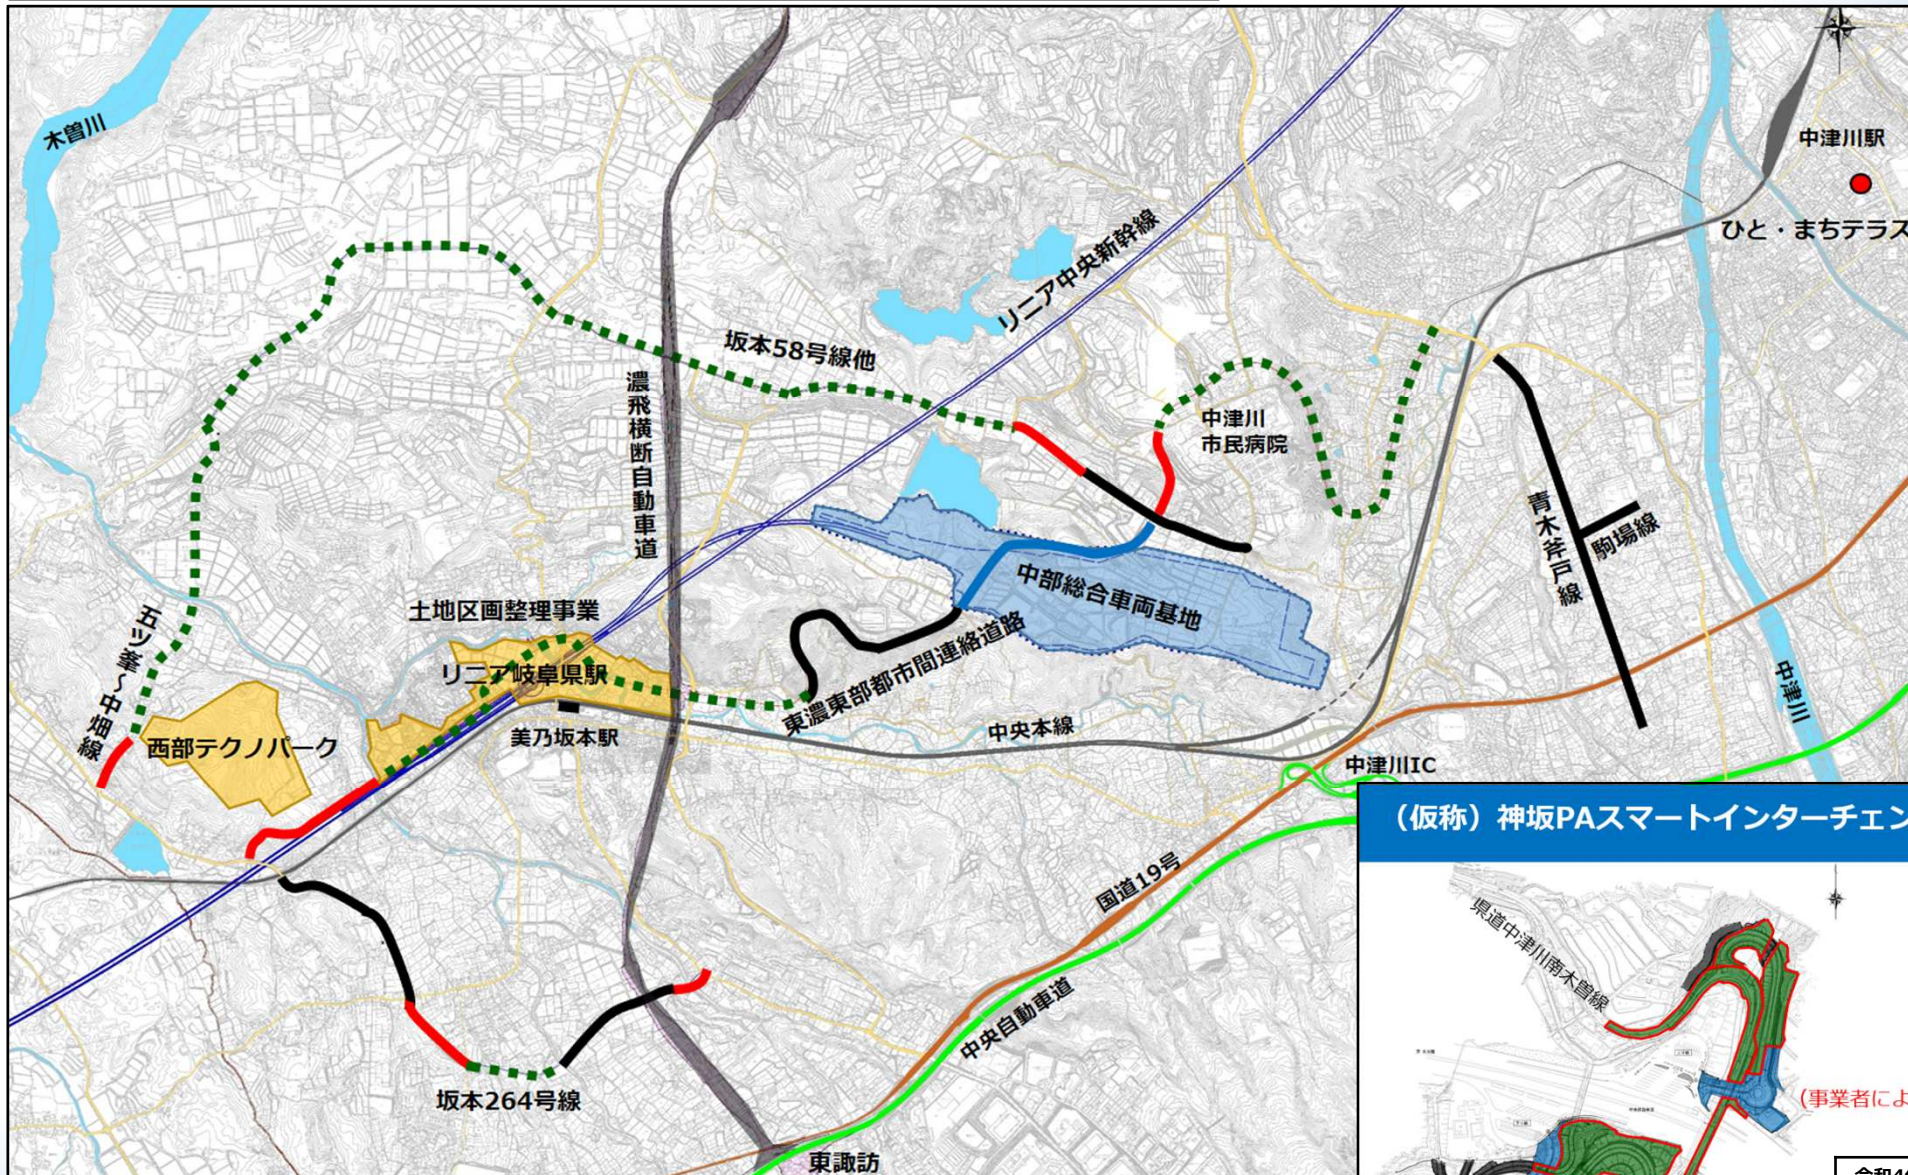 木曽川
中津川駅
ひと・まちテラス
リニア中央新幹線
坂本58号線他
濃飛横断自動車道
中津川
市民病院
青木斧戸線
駒場線
中部総合車両基地
土地区画整理事業
リニア岐阜県駅
五ツ峯～中畑線
西部テクノパーク
美乃坂本駅
東濃東部都市間連絡道路
中央本線
中津川
中津川IC
（仮称）神坂PAスマートインターチェン
国道19号
県道中津川南木曽線
中央自動車道
坂本264号線
(事業者によ
東諏訪